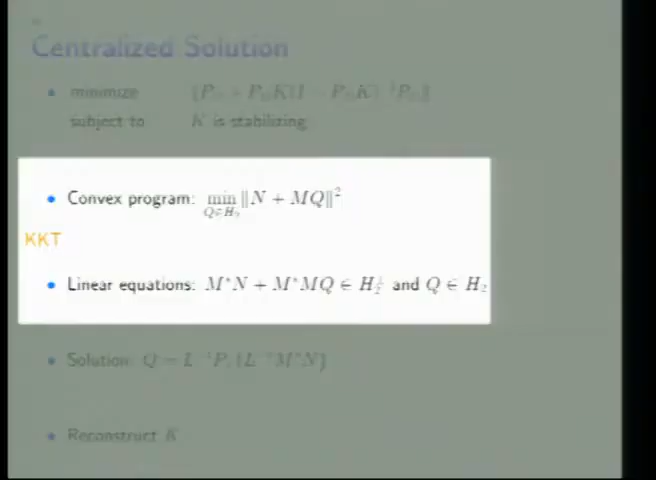 Centralized Solution
• minimize
subject to K is stabilizing
• Convex program: min ‖N + MQ‖²
Q∈H₂
KKT
• Linear equations: M*N + M*MQ ∈ H₂⊥ and Q ∈ H₂
• Solution:
• Reconstruct K